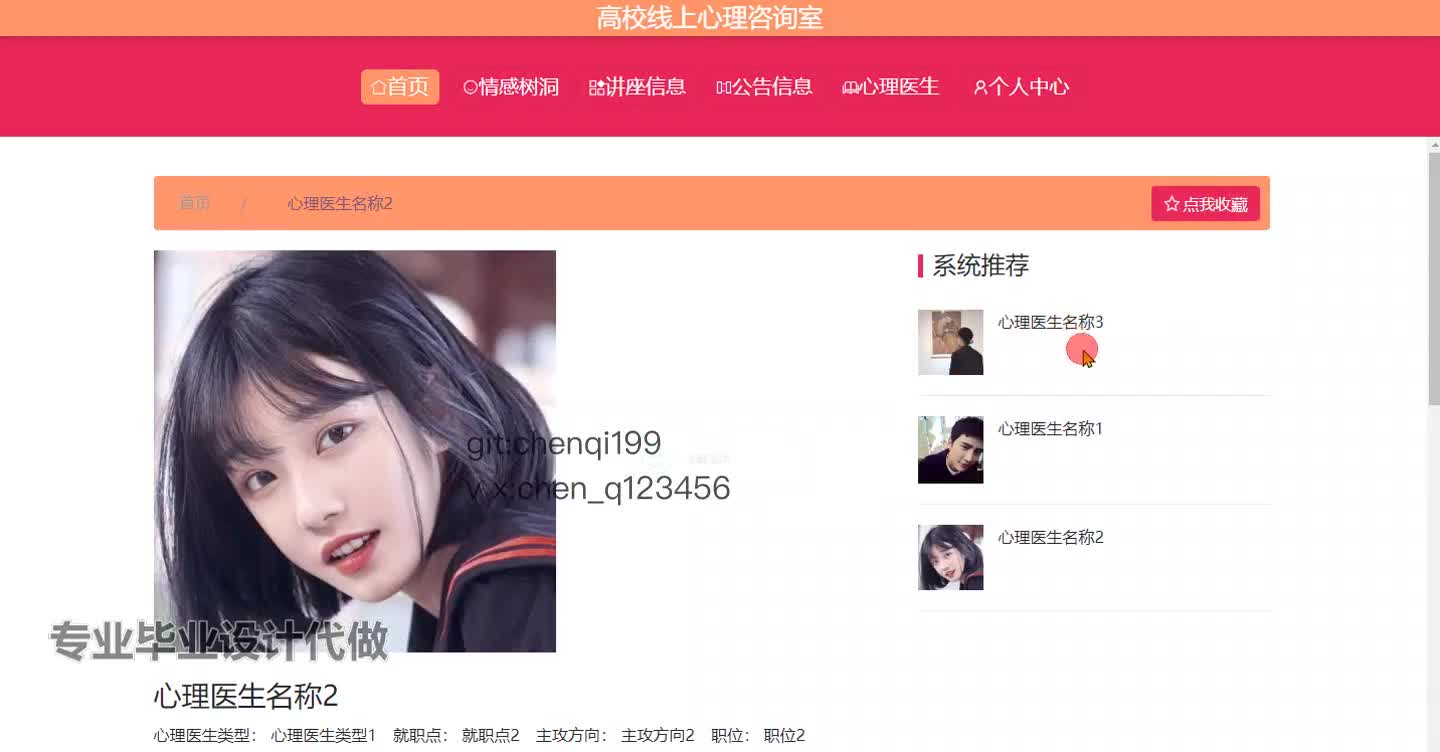 高校线上心理咨询室
首页 情感树洞 讲座信息 公告信息 心理医生 个人中心
首页 / 心理医生名称2 点我收藏
系统推荐
心理医生名称3
心理医生名称1
git:chenqi199
v x:chen_q123456
心理医生名称2
专业毕业设计代做
心理医生名称2
心理医生类型： 心理医生类型1 就职点： 就职点2 主攻方向： 主攻方向2 职位： 职位2